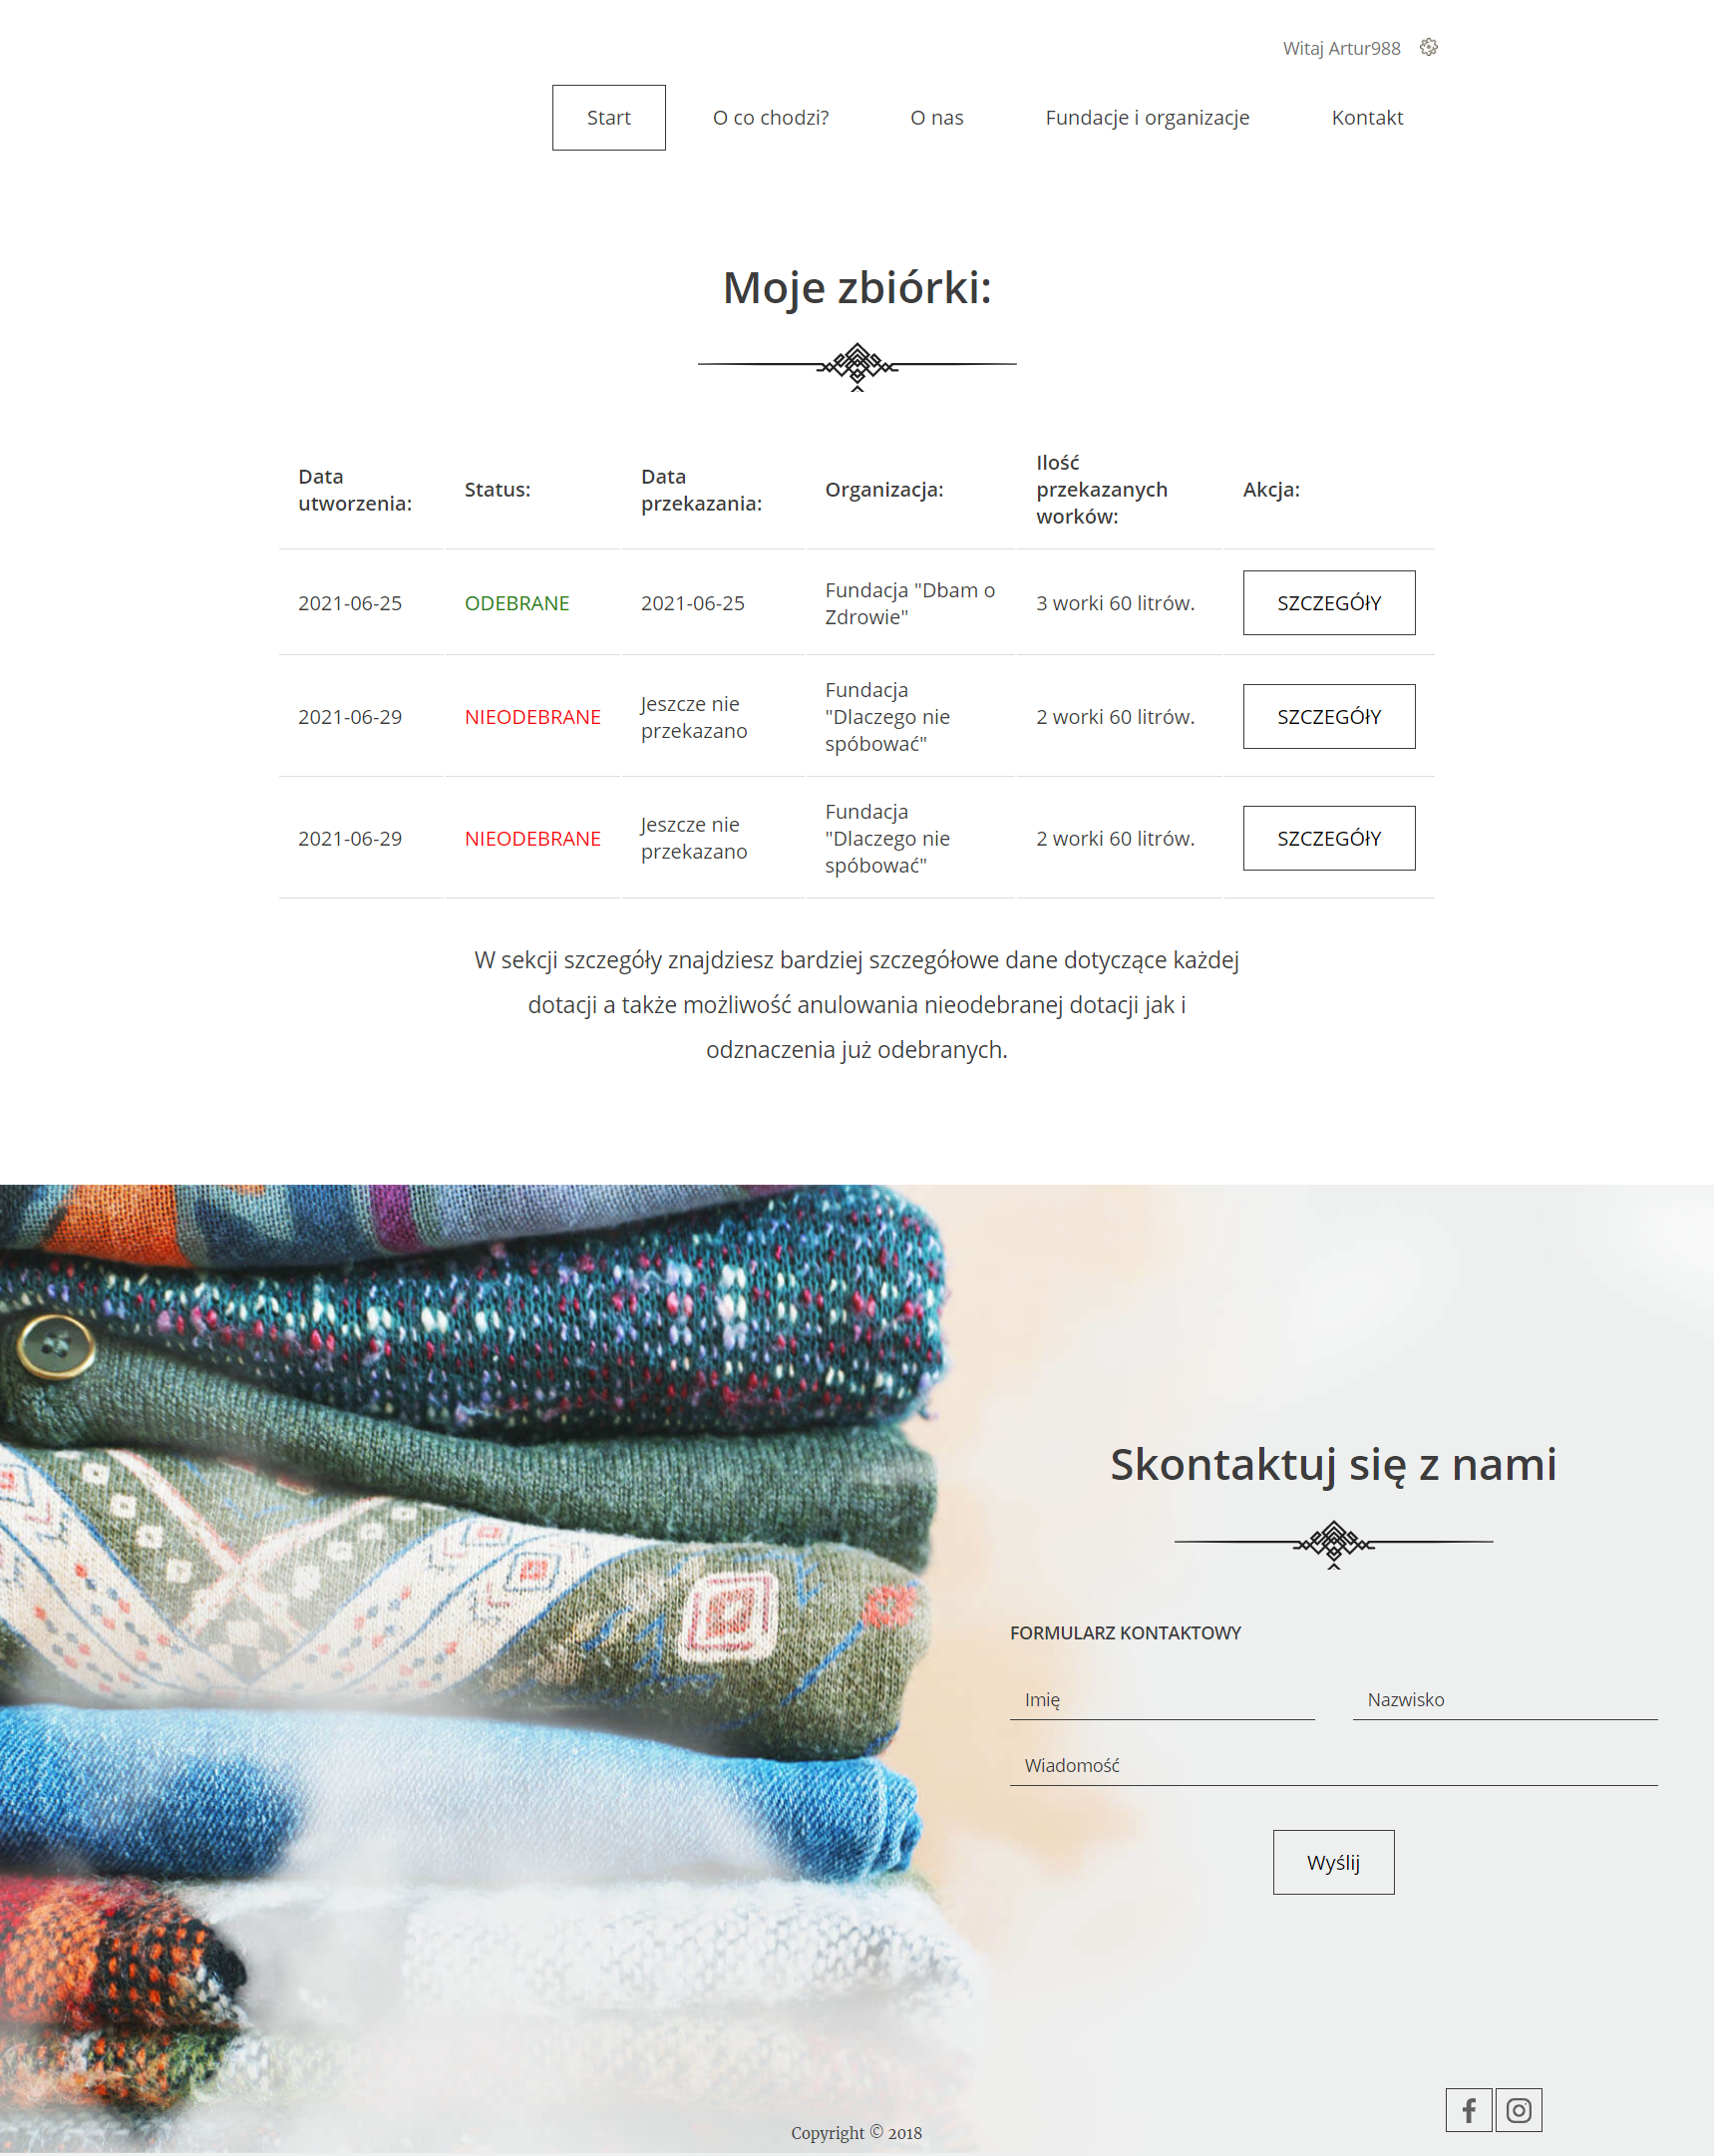 Witaj Artur988
Start O co chodzi? O nas Fundacje i organizacje Kontakt
Moje zbiórki:
Data utworzenia: Status: Data przekazania: Organizacja: Ilość przekazanych worków: Akcja:
2021-06-25 ODEBRANE 2021-06-25 Fundacja "Dbam o Zdrowie" 3 worki 60 litrów. SZCZEGÓłY
2021-06-29 NIEODEBRANE Jeszcze nie przekazano Fundacja "Dlaczego nie spóbować" 2 worki 60 litrów. SZCZEGÓłY
2021-06-29 NIEODEBRANE Jeszcze nie przekazano Fundacja "Dlaczego nie spóbować" 2 worki 60 litrów. SZCZEGÓłY
W sekcji szczegóły znajdziesz bardziej szczegółowe dane dotyczące każdej
dotacji a także możliwość anulowania nieodebranej dotacji jak i
odznaczenia już odebranych.
Skontaktuj się z nami
FORMULARZ KONTAKTOWY
Imię Nazwisko
Wiadomość
Wyślij
Copyright © 2018